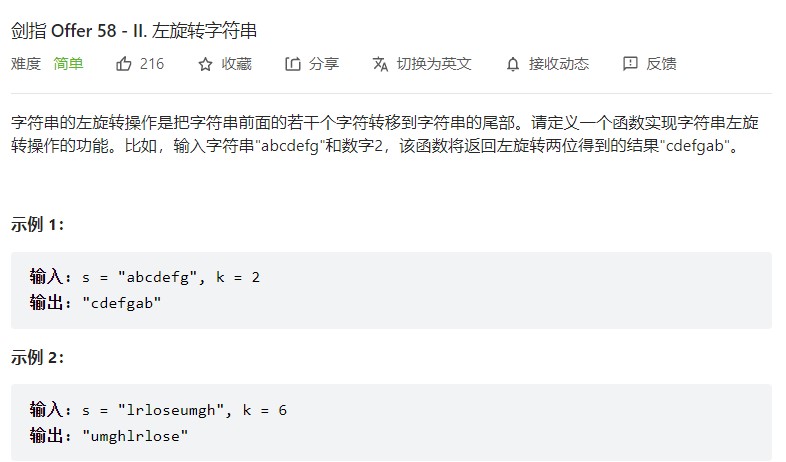 剑指 Offer 58 - II. 左旋转字符串
难度 简单 216 收藏 分享 切换为英文 接收动态 反馈
字符串的左旋转操作是把字符串前面的若干个字符转移到字符串的尾部。请定义一个函数实现字符串左旋
转操作的功能。比如，输入字符串"abcdefg"和数字2，该函数将返回左旋转两位得到的结果"cdefgab"。
示例 1：
输入：s = "abcdefg", k = 2
输出："cdefgab"
示例 2：
输入：s = "lrloseumgh", k = 6
输出："umghlrlose"